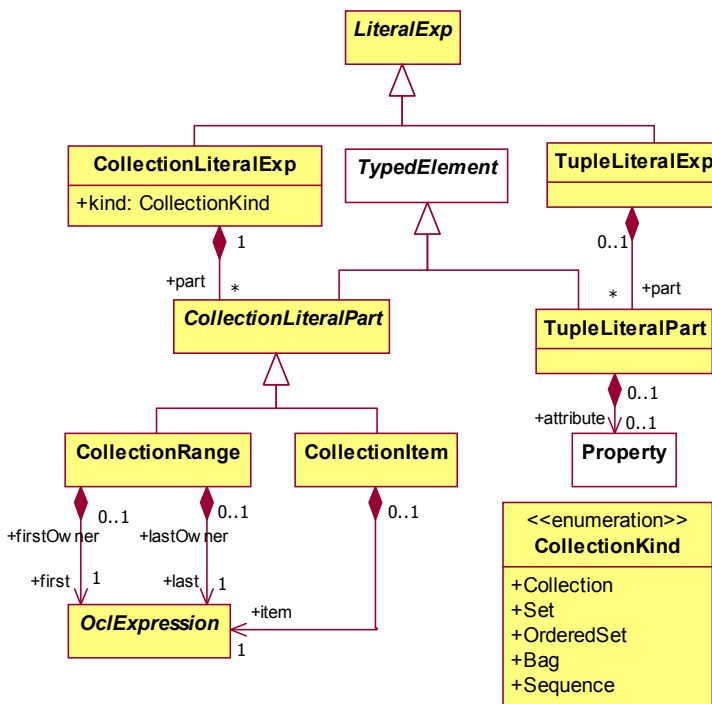 LiteralExp
CollectionLiteralExp
+kind: CollectionKind
TypedElement
TupleLiteralExp
1
0..1
+part
*
*
+part
CollectionLiteralPart
TupleLiteralPart
0..1
+attribute
0..1
CollectionRange
CollectionItem
Property
0..1
0..1
0..1
+firstOwner
+lastOwner
+first
1
+last
1
OclExpression
+item
1
<<enumeration>>
CollectionKind
+Collection
+Set
+OrderedSet
+Bag
+Sequence